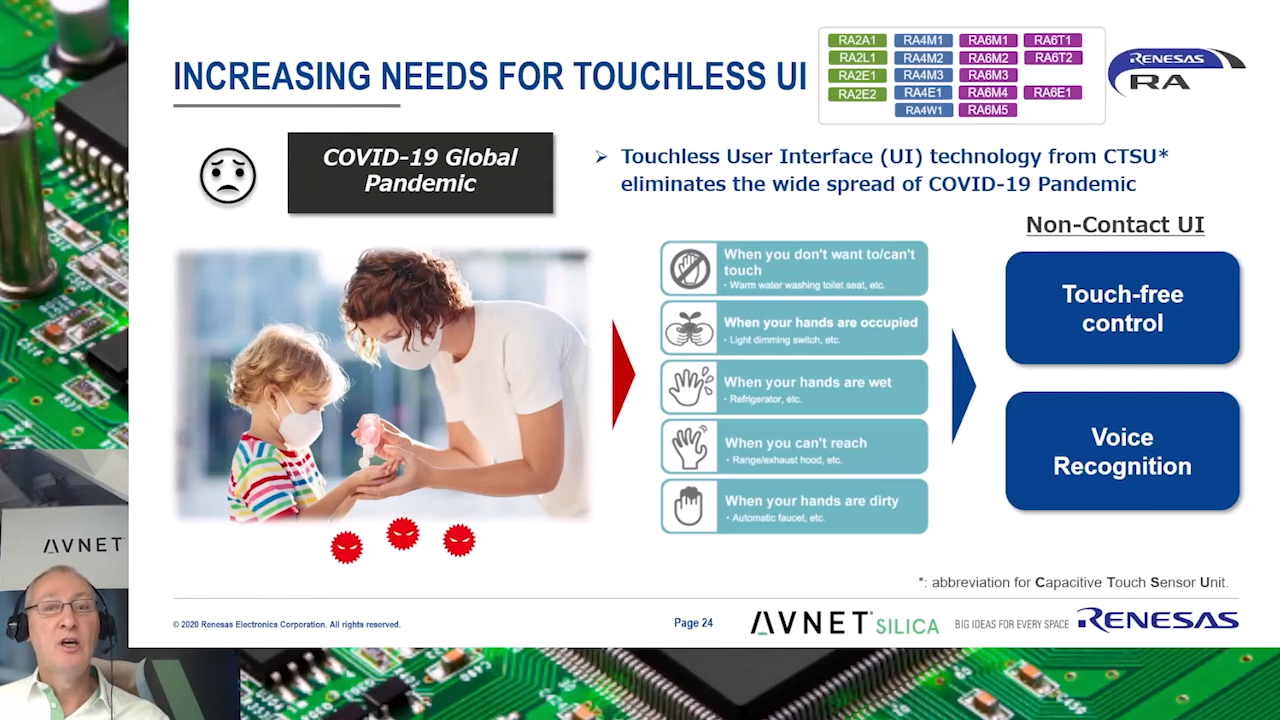 INCREASING NEEDS FOR TOUCHLESS UI
RA2A1 RA4M1 RA6M1 RA6T1
RA2L1 RA4M2 RA6M2 RA6T2
RA2E1 RA4M3 RA6M3
RA2E2 RA4E1 RA6M4 RA6E1
RA4W1 RA6M5
RENESAS
RA
COVID-19 Global
Pandemic
➢ Touchless User Interface (UI) technology from CTSU*
eliminates the wide spread of COVID-19 Pandemic
Non-Contact UI
When you don't want to/can't
touch
・Warm water washing toilet seat, etc.
When your hands are occupied
・Light dimming switch, etc.
When your hands are wet
・Refrigerator, etc.
When you can't reach
・Range/exhaust hood, etc.
When your hands are dirty
・Automatic faucet, etc.
Touch-free
control
Voice
Recognition
*: abbreviation for Capacitive Touch Sensor Unit.
© 2020 Renesas Electronics Corporation. All rights reserved.
Page 24
AVNET® SILICA
BIG IDEAS FOR EVERY SPACE
RENESAS
AVNET